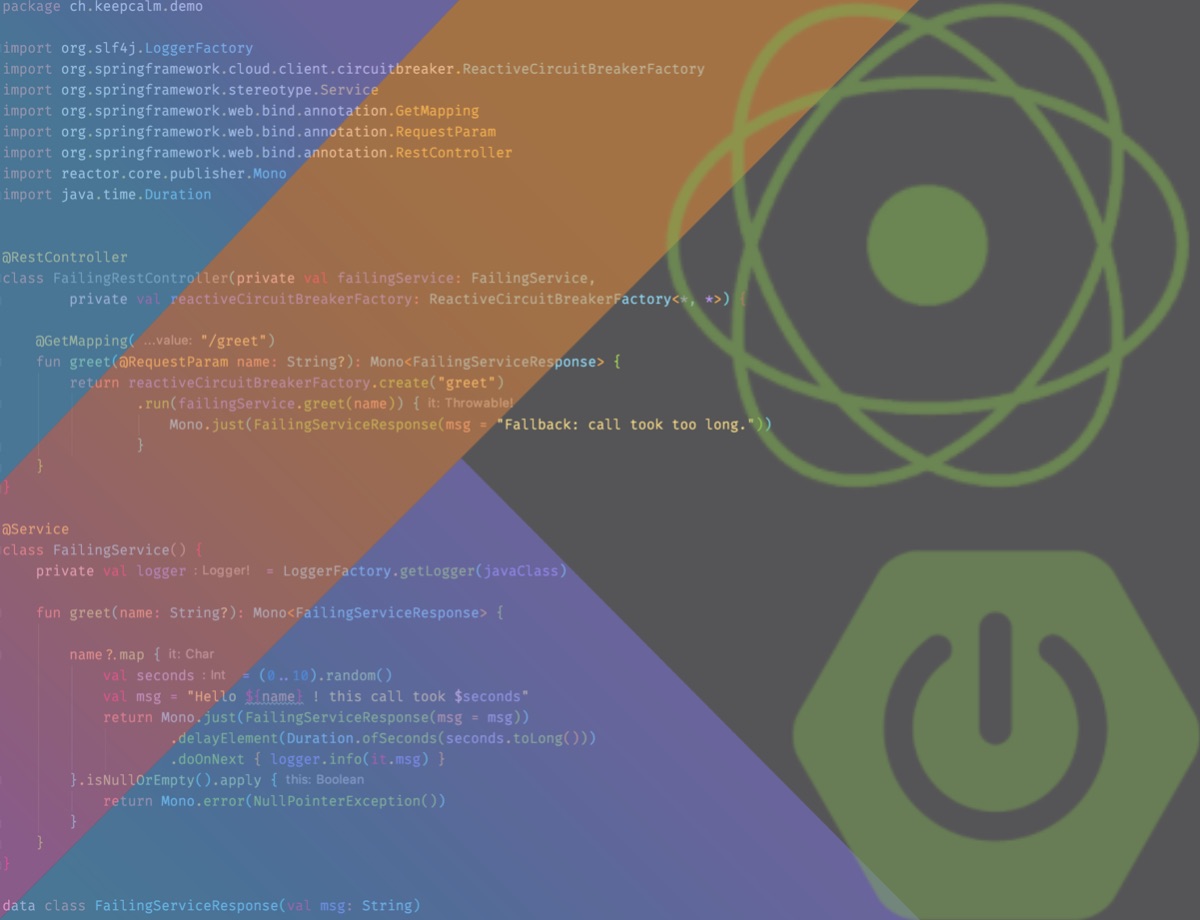 package ch.keepcalm.demo
import org.slf4j.LoggerFactory
import org.springframework.cloud.client.circuitbreaker.ReactiveCircuitBreakerFactory
import org.springframework.stereotype.Service
import org.springframework.web.bind.annotation.GetMapping
import org.springframework.web.bind.annotation.RequestParam
import org.springframework.web.bind.annotation.RestController
import reactor.core.publisher.Mono
import java.time.Duration
@RestController
class FailingRestController(private val failingService: FailingService,
private val reactiveCircuitBreakerFactory: ReactiveCircuitBreakerFactory<*, *>) {
@GetMapping( ...value: "/greet")
fun greet(@RequestParam name: String?): Mono<FailingServiceResponse> {
return reactiveCircuitBreakerFactory.create("greet")
.run(failingService.greet(name)) { it: Throwable!
Mono.just(FailingServiceResponse(msg = "Fallback: call took too long."))
}
}
}
@Service
class FailingService() {
private val logger : Logger! = LoggerFactory.getLogger(javaClass)
fun greet(name: String?): Mono<FailingServiceResponse> {
name?.map { it: Char
val seconds : Int = (0..10).random()
val msg = "Hello ${name} ! this call took $seconds"
return Mono.just(FailingServiceResponse(msg = msg))
.delayElement(Duration.ofSeconds(seconds.toLong()))
.doOnNext { logger.info(it.msg) }
}.isNullOrEmpty().apply { this: Boolean
return Mono.error(NullPointerException())
}
}
}
data class FailingServiceResponse(val msg: String)